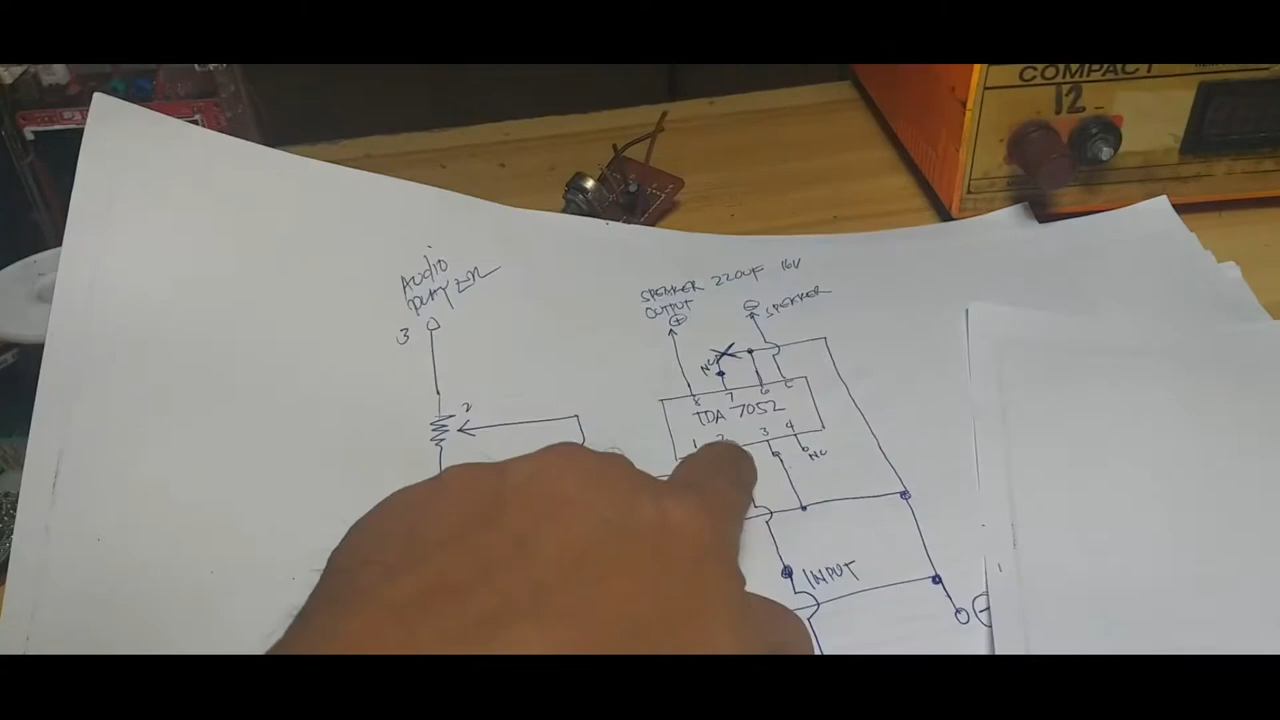 COMPACT
12
AUDIO
3
2
SPEAKER 220UF 16V
OUTPUT
+
- SPEAKER
NC
8 7 6
TDA 7052
1 2 3 4
NC
INPUT